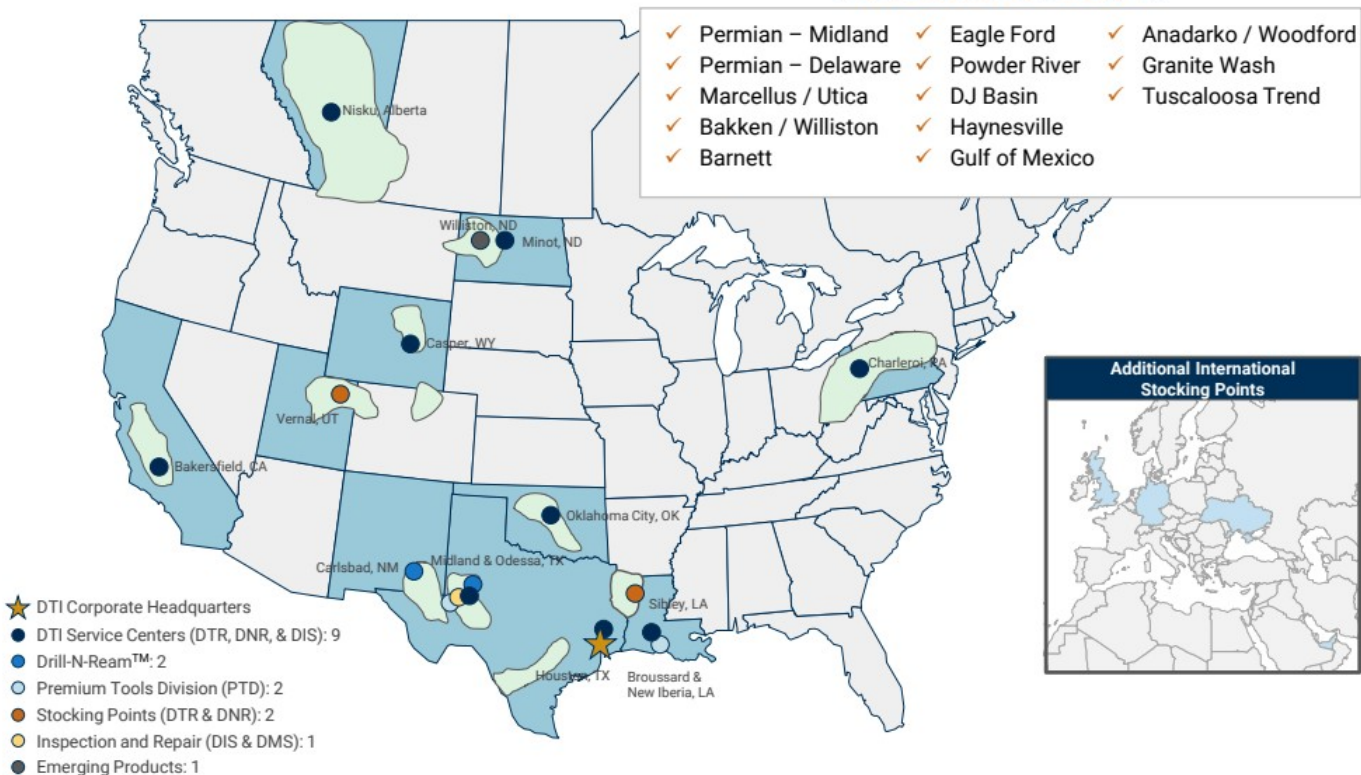 ✓ Permian – Midland
✓ Permian – Delaware
✓ Marcellus / Utica
✓ Bakken / Williston
✓ Barnett
✓ Eagle Ford
✓ Powder River
✓ DJ Basin
✓ Haynesville
✓ Gulf of Mexico
✓ Anadarko / Woodford
✓ Granite Wash
✓ Tuscaloosa Trend
Nisku, Alberta
Williston, ND
Minot, ND
Casper, WY
Charleroi, PA
Vernal, UT
Bakersfield, CA
Oklahoma City, OK
Carlsbad, NM
Midland & Odessa, TX
Sibley, LA
Houston, TX
Broussard &
New Iberia, LA
Additional International
Stocking Points
DTI Corporate Headquarters
DTI Service Centers (DTR, DNR, & DIS): 9
Drill-N-Ream™: 2
Premium Tools Division (PTD): 2
Stocking Points (DTR & DNR): 2
Inspection and Repair (DIS & DMS): 1
Emerging Products: 1